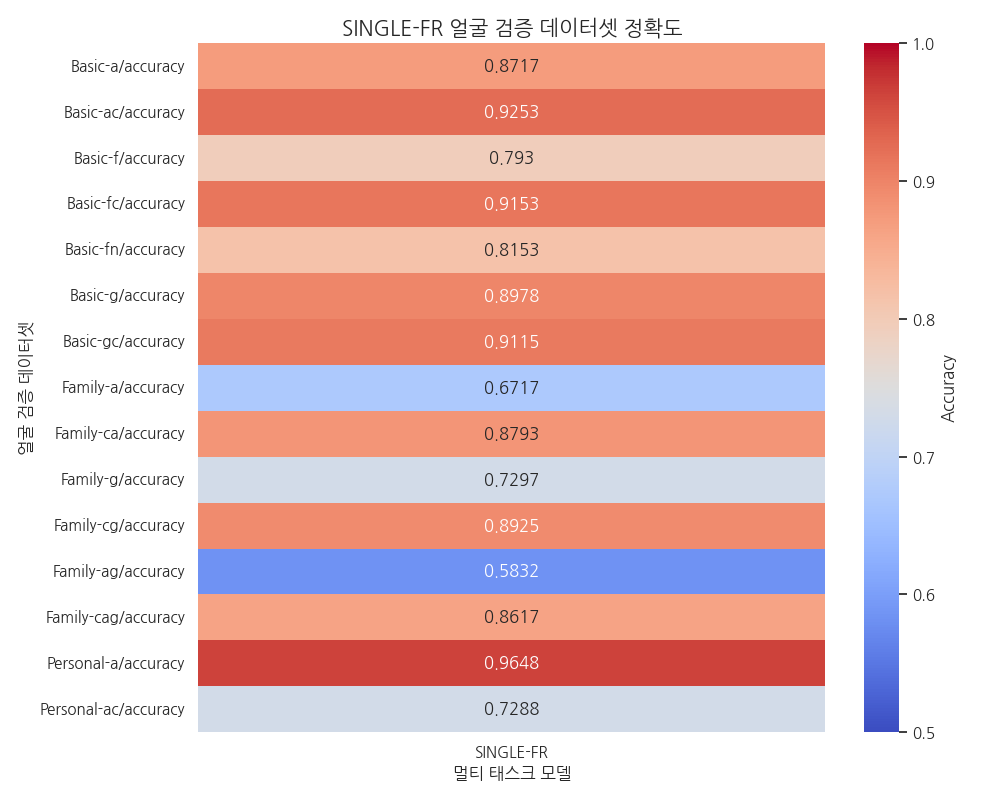 SINGLE-FR 얼굴 검증 데이터셋 정확도
얼굴 검증 데이터셋
Basic-a/accuracy 0.8717
Basic-ac/accuracy 0.9253
Basic-f/accuracy 0.793
Basic-fc/accuracy 0.9153
Basic-fn/accuracy 0.8153
Basic-g/accuracy 0.8978
Basic-gc/accuracy 0.9115
Family-a/accuracy 0.6717
Family-ca/accuracy 0.8793
Family-g/accuracy 0.7297
Family-cg/accuracy 0.8925
Family-ag/accuracy 0.5832
Family-cag/accuracy 0.8617
Personal-a/accuracy 0.9648
Personal-ac/accuracy 0.7288
SINGLE-FR
멀티 태스크 모델
1.0
0.9
0.8
0.7
0.6
0.5
Accuracy